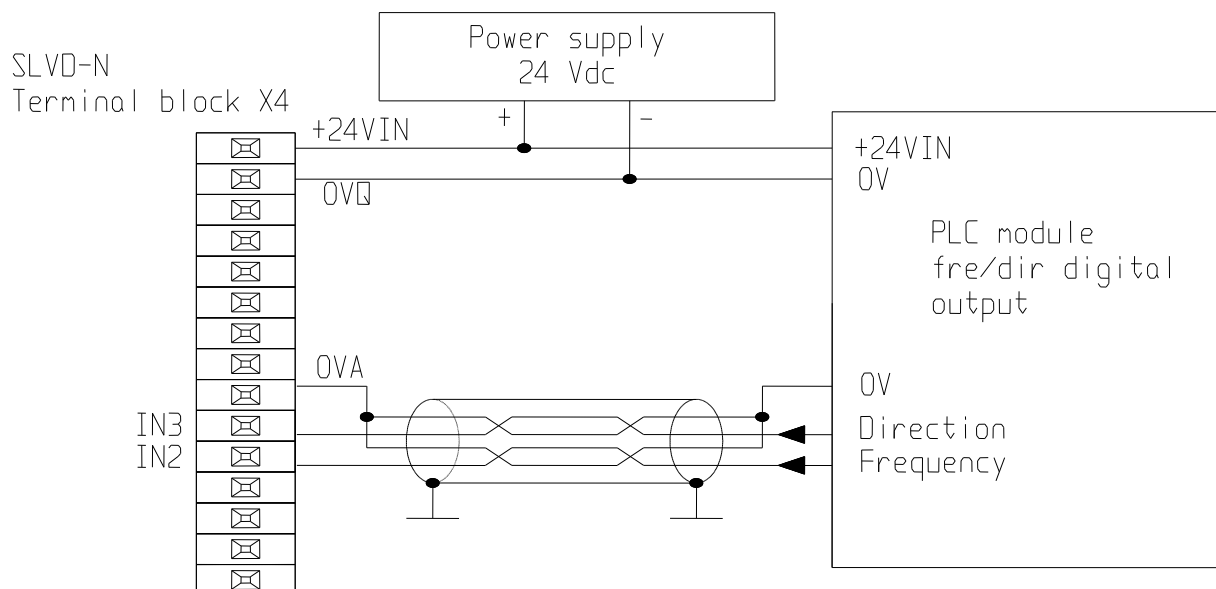 Power supply
24 Vdc
SLVD-N
Terminal block X4
+ -
+24VIN
0VQ
+24VIN
0V
PLC module
fre/dir digital
output
0VA
0V
IN3
Direction
IN2
Frequency